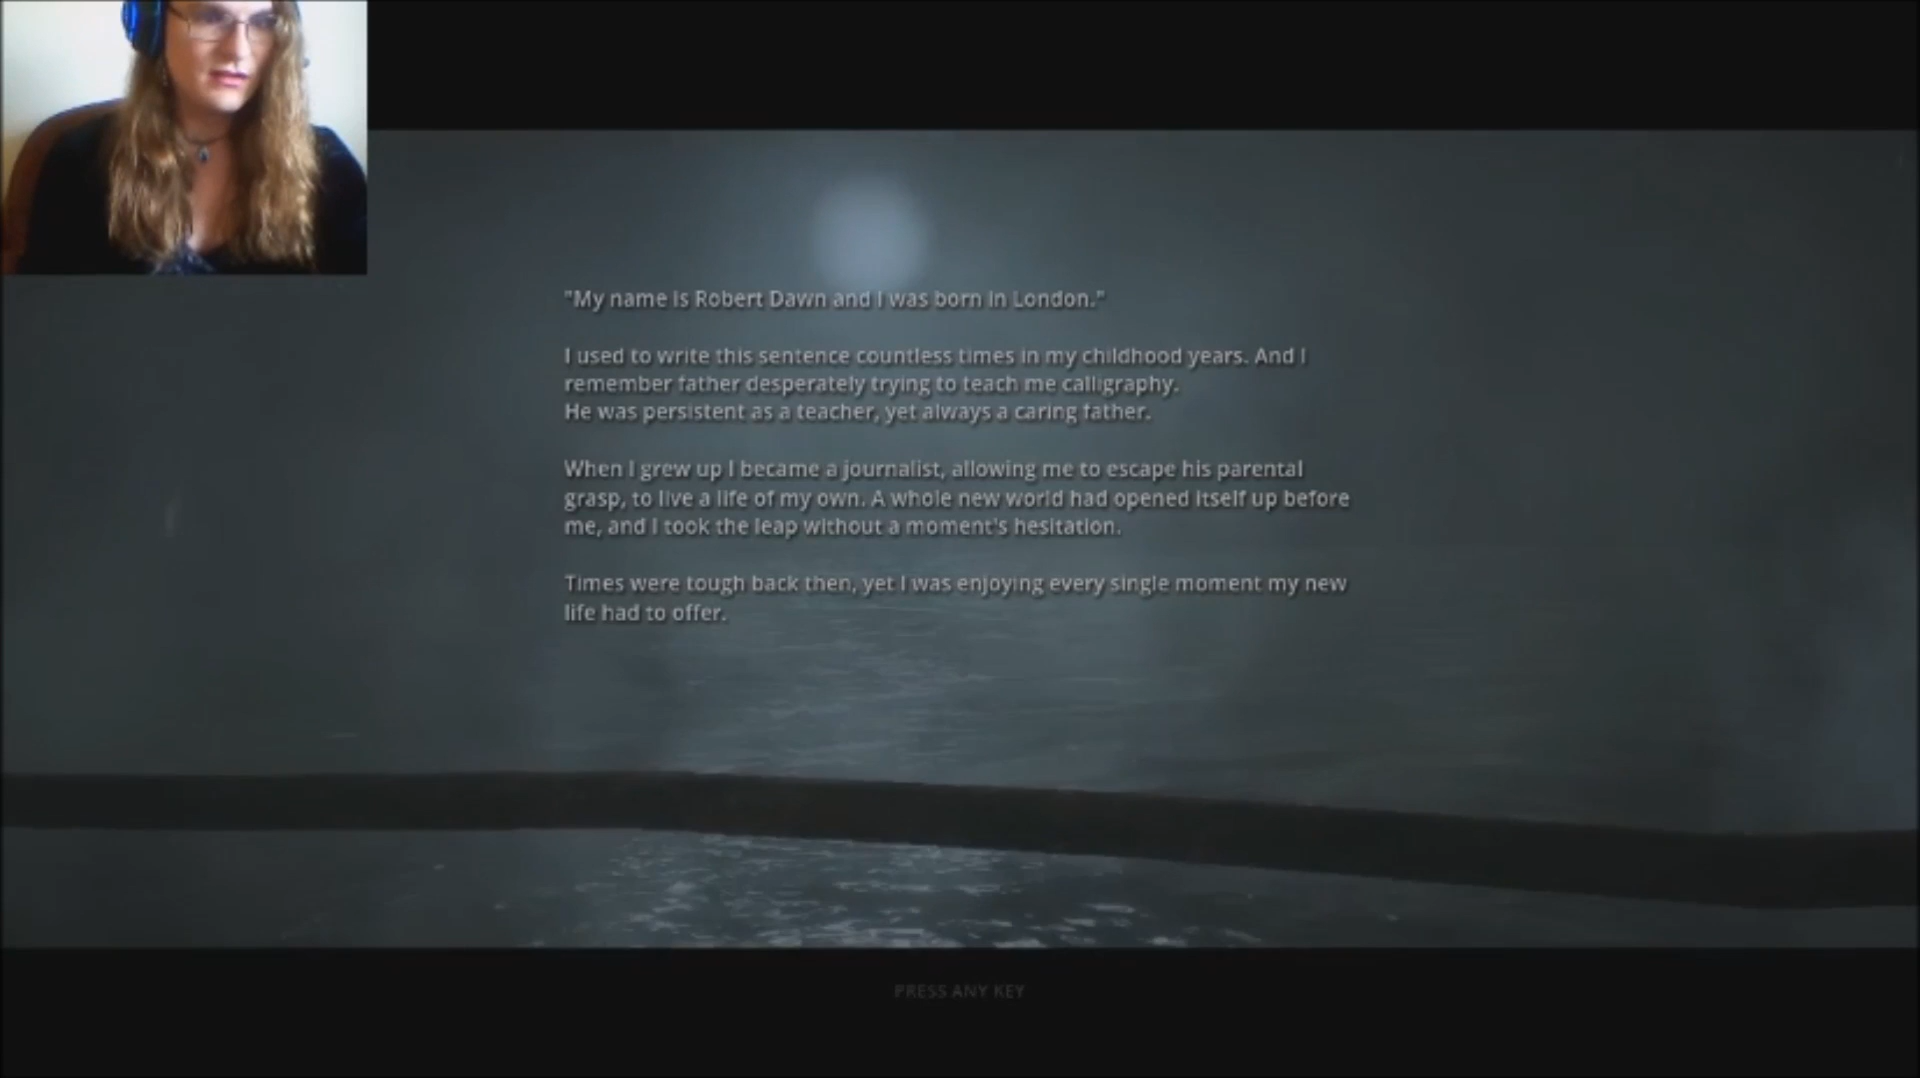 "My name is Robert Dawn and I was born in London."
I used to write this sentence countless times in my childhood years. And I
remember father desperately trying to teach me calligraphy.
He was persistent as a teacher, yet always a caring father.
When I grew up I became a journalist, allowing me to escape his parental
grasp, to live a life of my own. A whole new world had opened itself up before
me, and I took the leap without a moment's hesitation.
Times were tough back then, yet I was enjoying every single moment my new
life had to offer.
PRESS ANY KEY